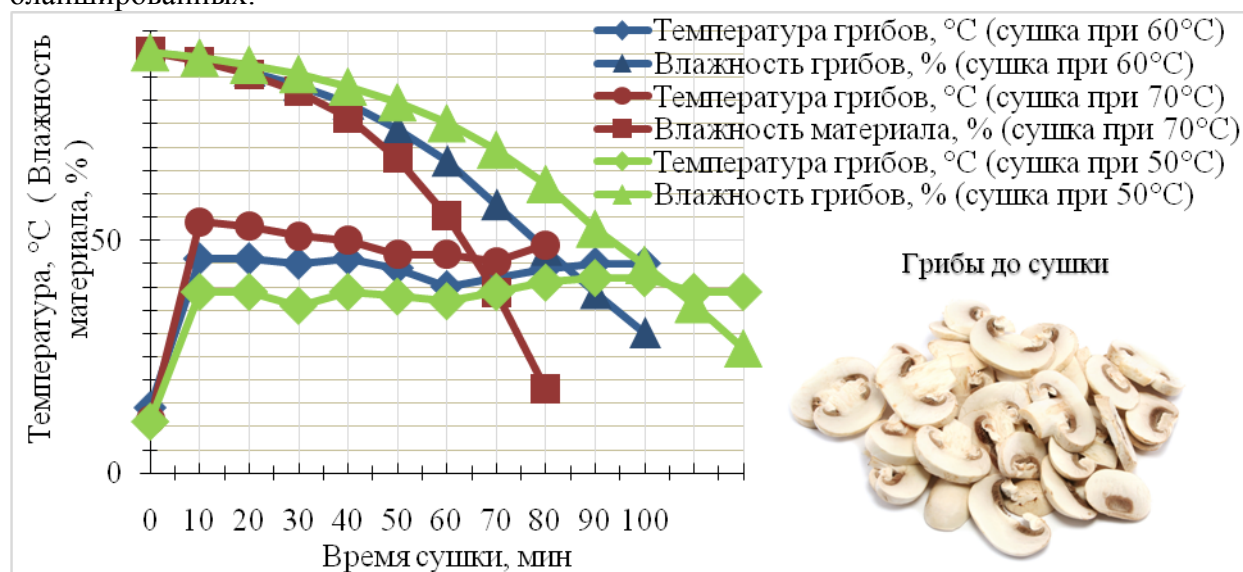 бланшированных.
Температура, °С ( Влажность
материала, %)
50
0
0 10 20 30 40 50 60 70 80 90 100
Время сушки, мин
Температура грибов, °С (сушка при 60°С)
Влажность грибов, % (сушка при 60°С)
Температура грибов, °С (сушка при 70°С)
Влажность материала, % (сушка при 70°С)
Температура грибов, °С (сушка при 50°С)
Влажность грибов, % (сушка при 50°С)
Грибы до сушки